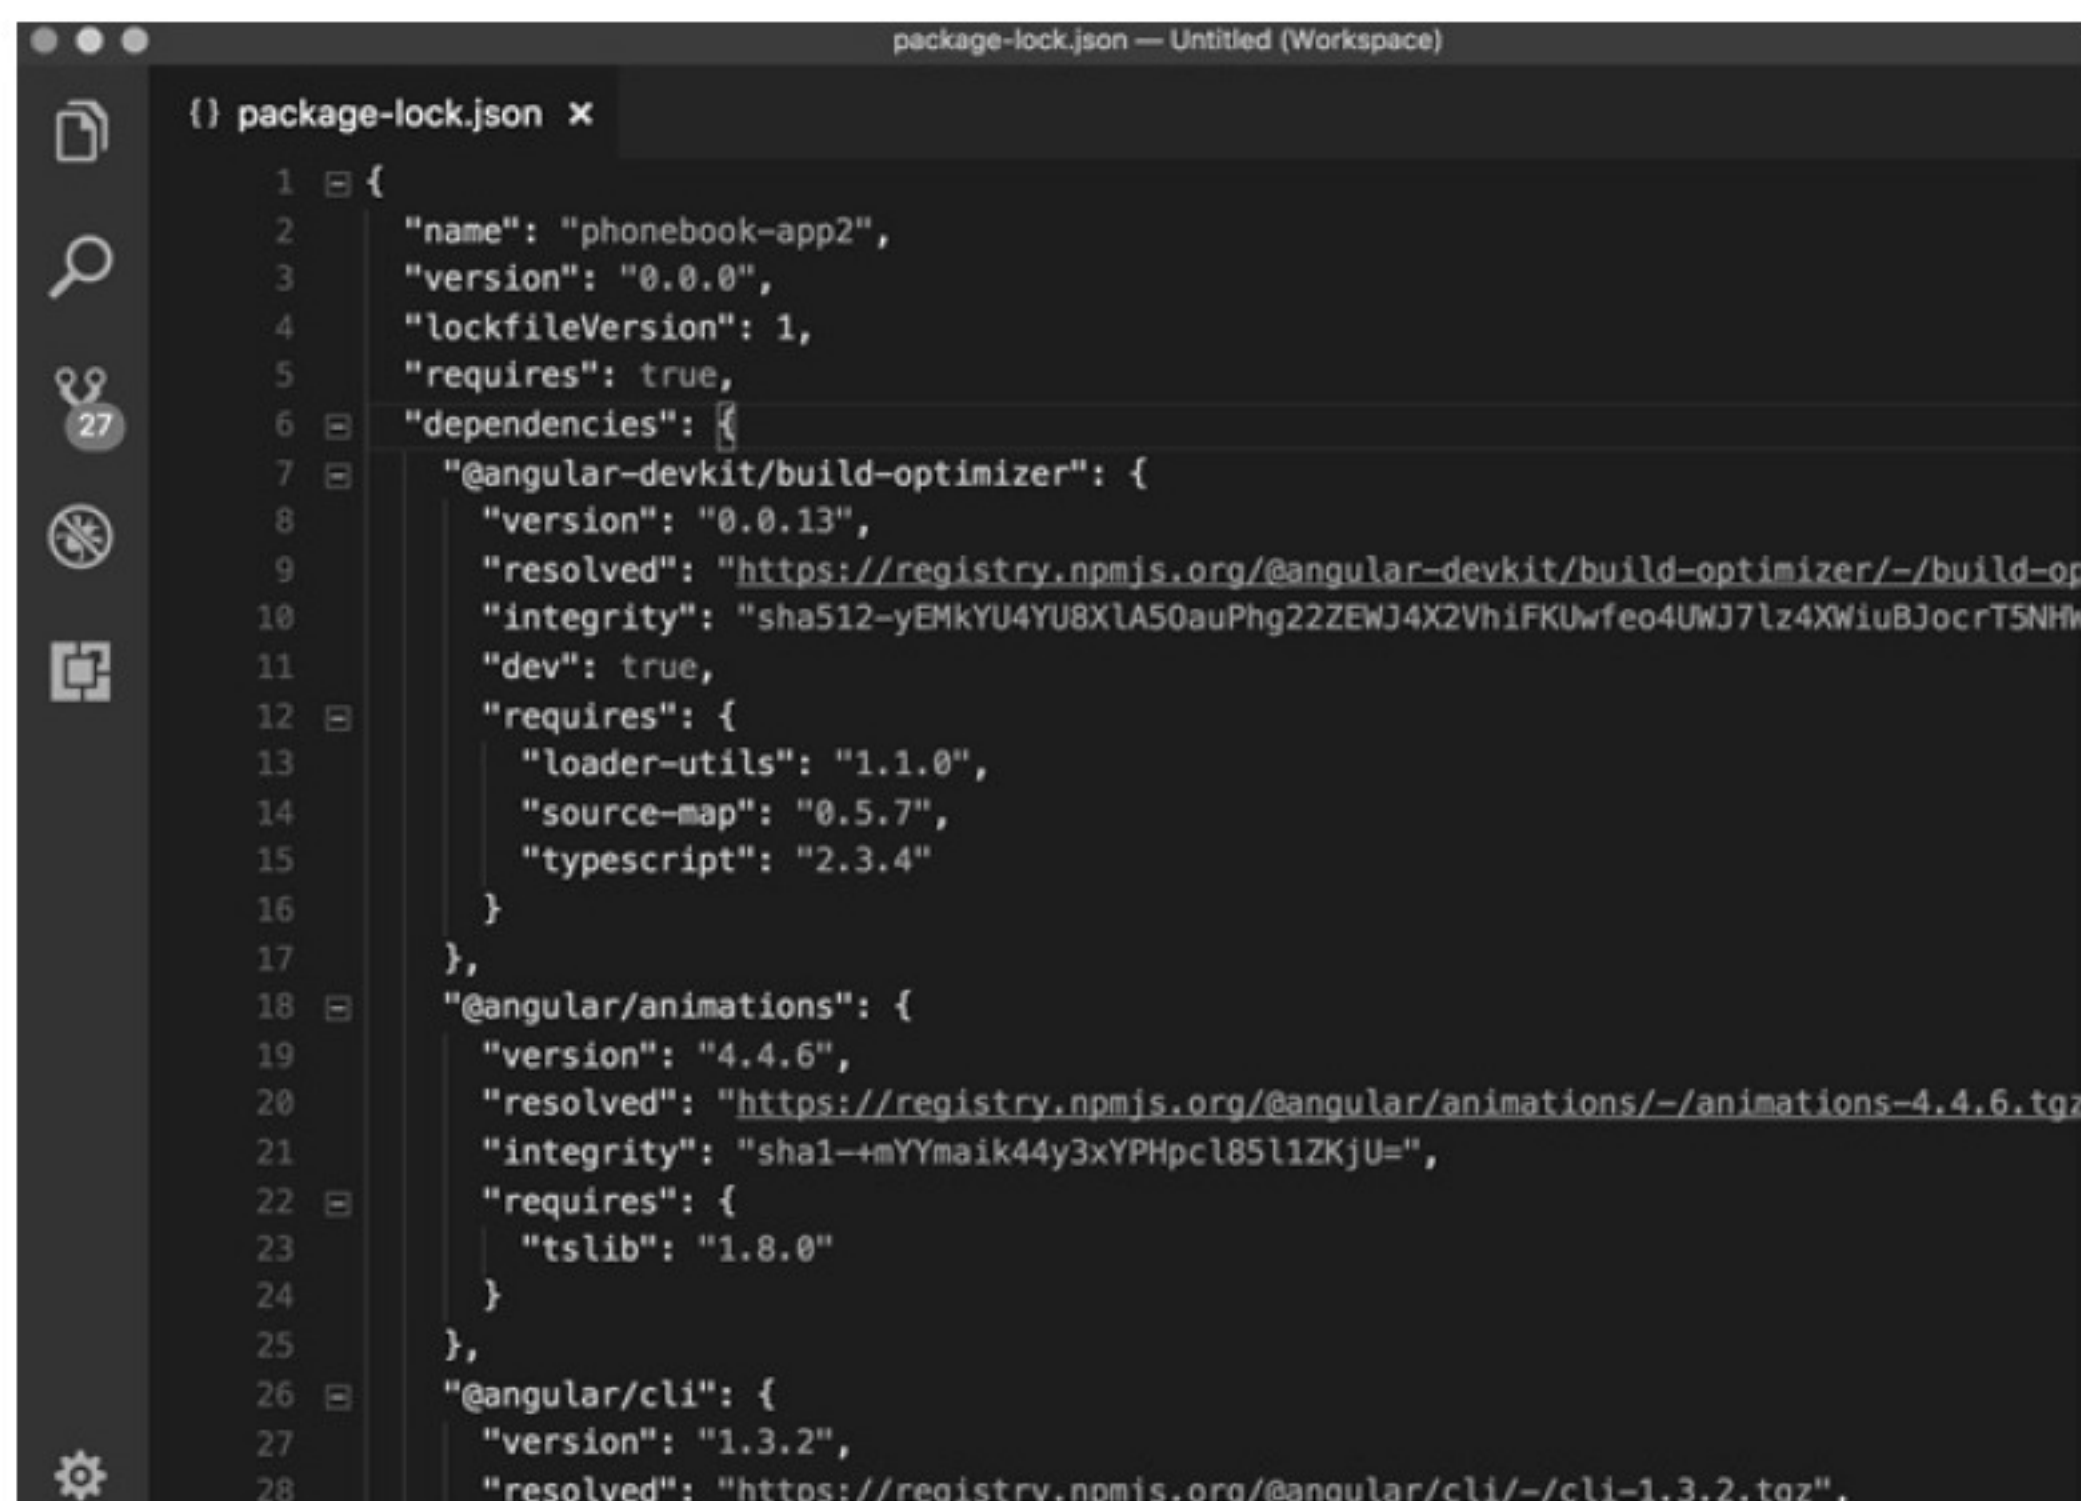 package-lock.json — Untitled (Workspace)
{} package-lock.json ×
1 {
2 "name": "phonebook-app2",
3 "version": "0.0.0",
4 "lockfileVersion": 1,
5 "requires": true,
6 "dependencies": {
27
7 "@angular-devkit/build-optimizer": {
8 "version": "0.0.13",
9 "resolved": "https://registry.npmjs.org/@angular-devkit/build-optimizer/-/build-op
10 "integrity": "sha512-yEMkYU4YU8XlA5OauPhg22ZEWJ4X2VhiFKUwfeo4UWJ7lz4XWiuBJocrT5NHW
11 "dev": true,
12 "requires": {
13 "loader-utils": "1.1.0",
14 "source-map": "0.5.7",
15 "typescript": "2.3.4"
16 }
17 },
18 "@angular/animations": {
19 "version": "4.4.6",
20 "resolved": "https://registry.npmjs.org/@angular/animations/-/animations-4.4.6.tgz
21 "integrity": "sha1-+mYYmaik44y3xYPHpcl85l1ZKjU=",
22 "requires": {
23 "tslib": "1.8.0"
24 }
25 },
26 "@angular/cli": {
27 "version": "1.3.2",
28 "resolved": "https://registry.npmjs.org/@angular/cli/-/cli-1.3.2.tgz",